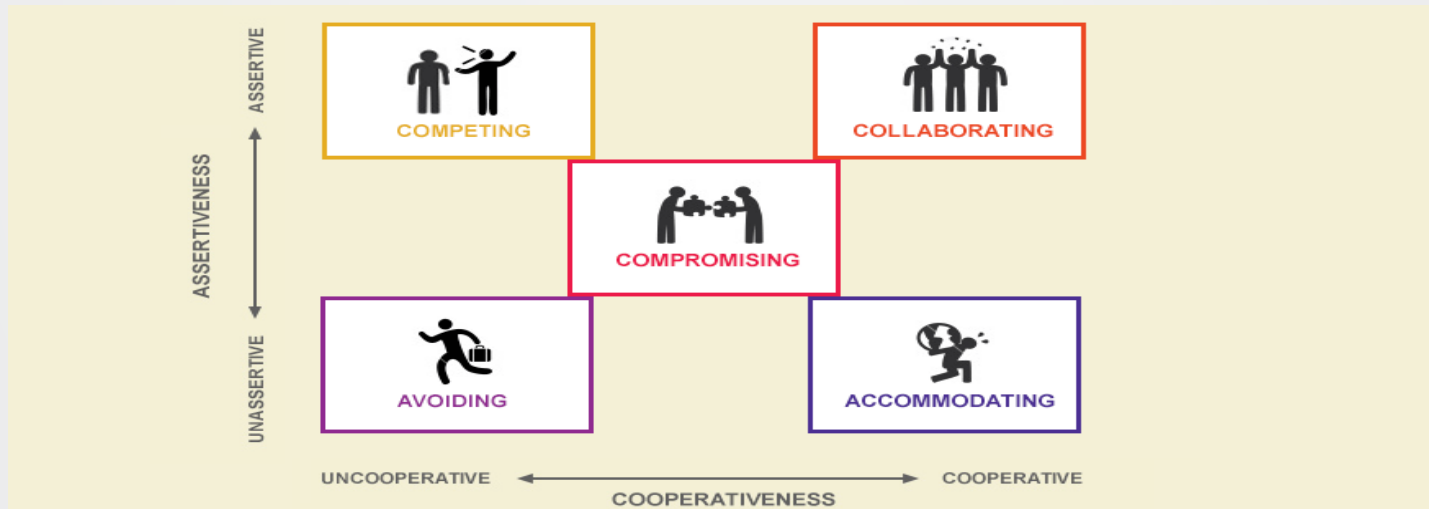 ASSERTIVE
COMPETING
COLLABORATING
ASSERTIVENESS
COMPROMISING
UNASSERTIVE
AVOIDING
ACCOMMODATING
UNCOOPERATIVE
COOPERATIVE
COOPERATIVENESS